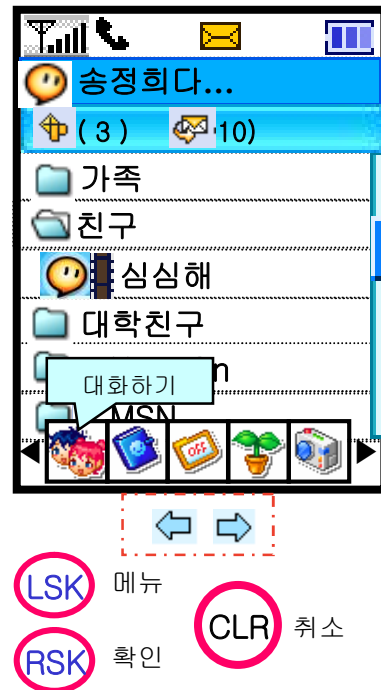 송정희다...
( 3 ) 10)
가족
친구
심심해
대학친구
n
대화하기
MSN
OFF
LSK 메뉴
CLR 취소
RSK 확인